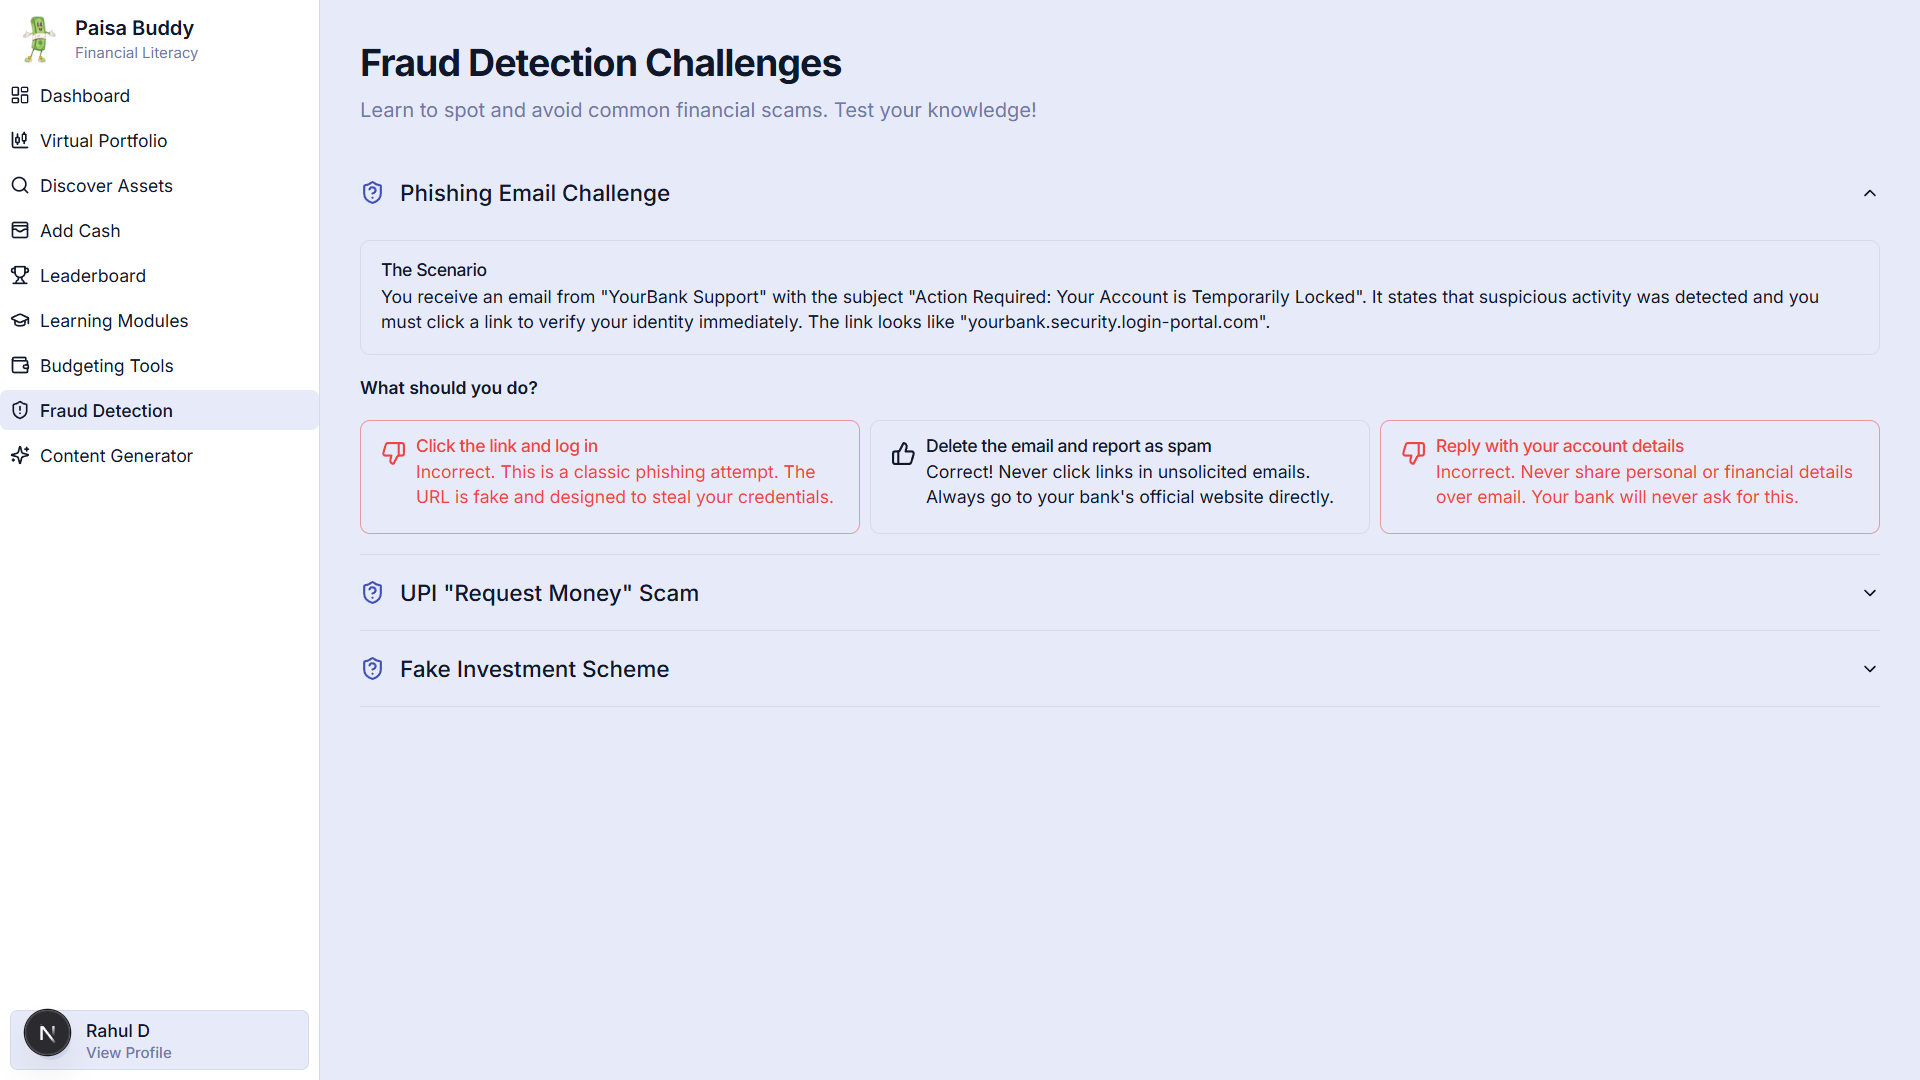 Paisa Buddy
Financial Literacy
Dashboard
Virtual Portfolio
Discover Assets
Add Cash
Leaderboard
Learning Modules
Budgeting Tools
Fraud Detection
Content Generator
N
Rahul D
View Profile
Fraud Detection Challenges
Learn to spot and avoid common financial scams. Test your knowledge!
Phishing Email Challenge
The Scenario
You receive an email from "YourBank Support" with the subject "Action Required: Your Account is Temporarily Locked". It states that suspicious activity was detected and you
must click a link to verify your identity immediately. The link looks like "yourbank.security.login-portal.com".
What should you do?
Click the link and log in
Incorrect. This is a classic phishing attempt. The
URL is fake and designed to steal your credentials.
Delete the email and report as spam
Correct! Never click links in unsolicited emails.
Always go to your bank's official website directly.
Reply with your account details
Incorrect. Never share personal or financial details
over email. Your bank will never ask for this.
UPI "Request Money" Scam
Fake Investment Scheme